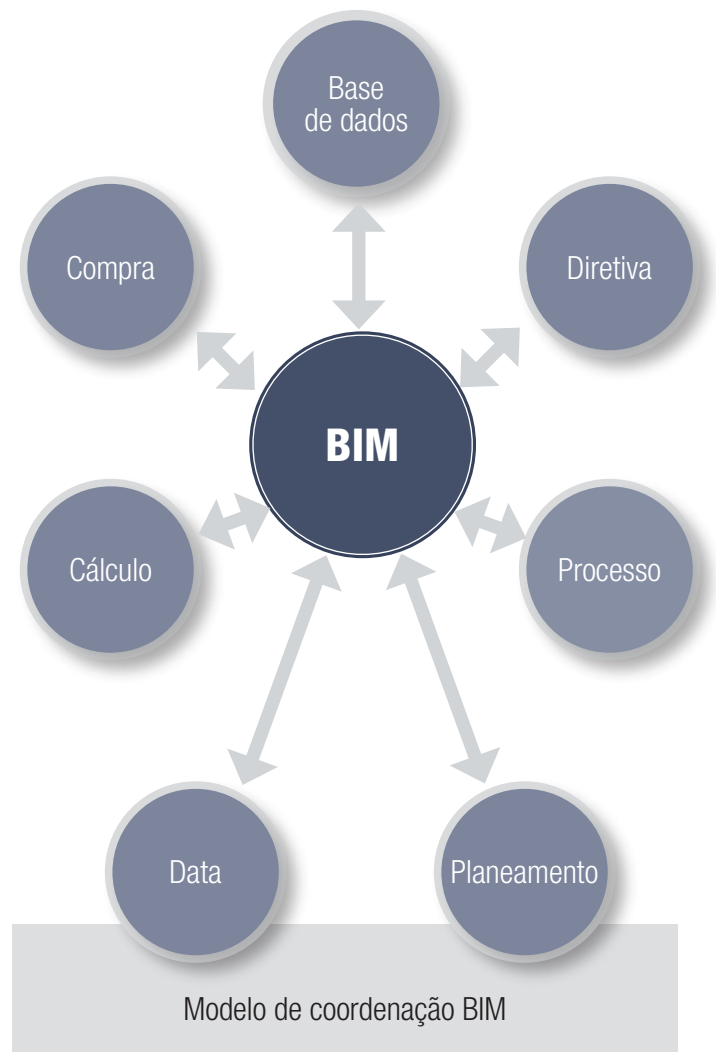 Base
de dados
Compra
Diretiva
BIM
Cálculo
Processo
Data
Planeamento
Modelo de coordenação BIM